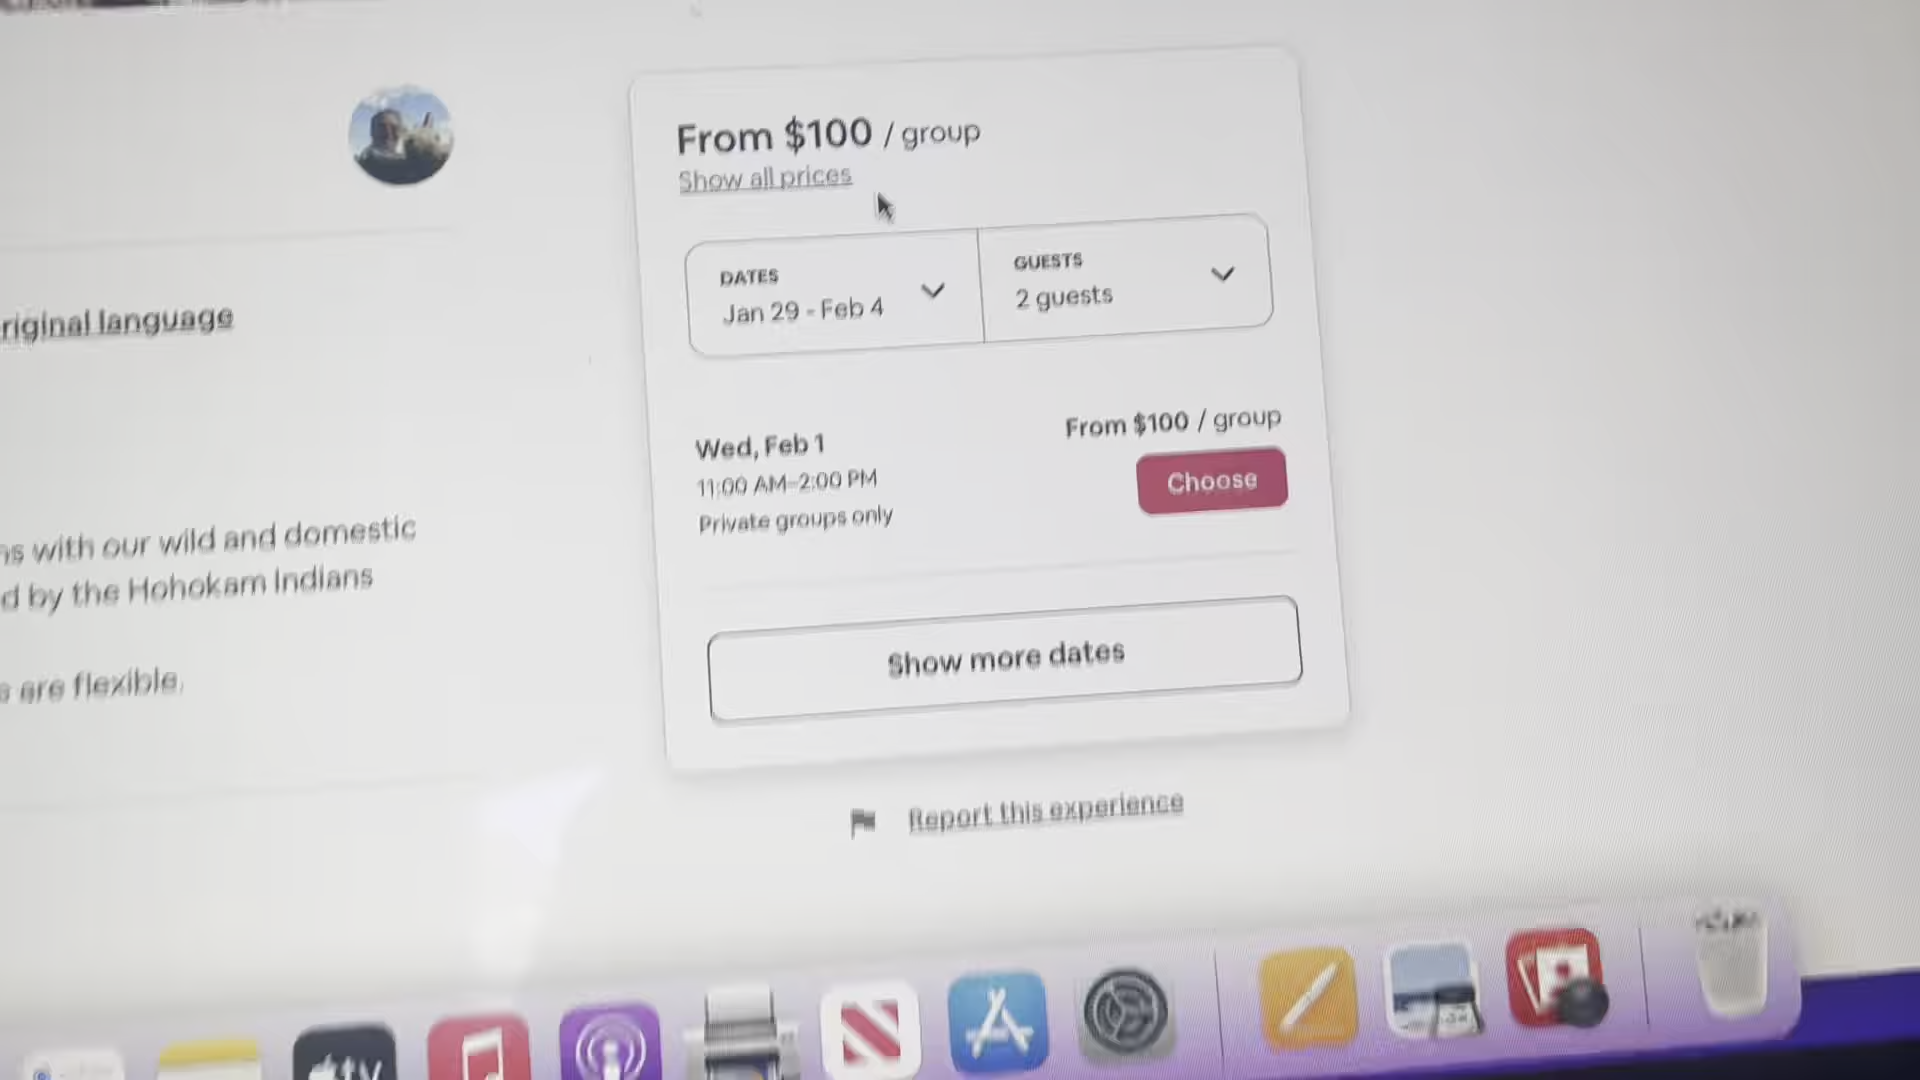 From $100 / group
Show all prices
DATES
Jan 29 - Feb 4
GUESTS
2 guests
riginal language
Wed, Feb 1
11:00 AM–2:00 PM
Private groups only
From $100 / group
Choose
ns with our wild and domestic
d by the Hohokam Indians
Show more dates
s are flexible.
Report this experience
tv